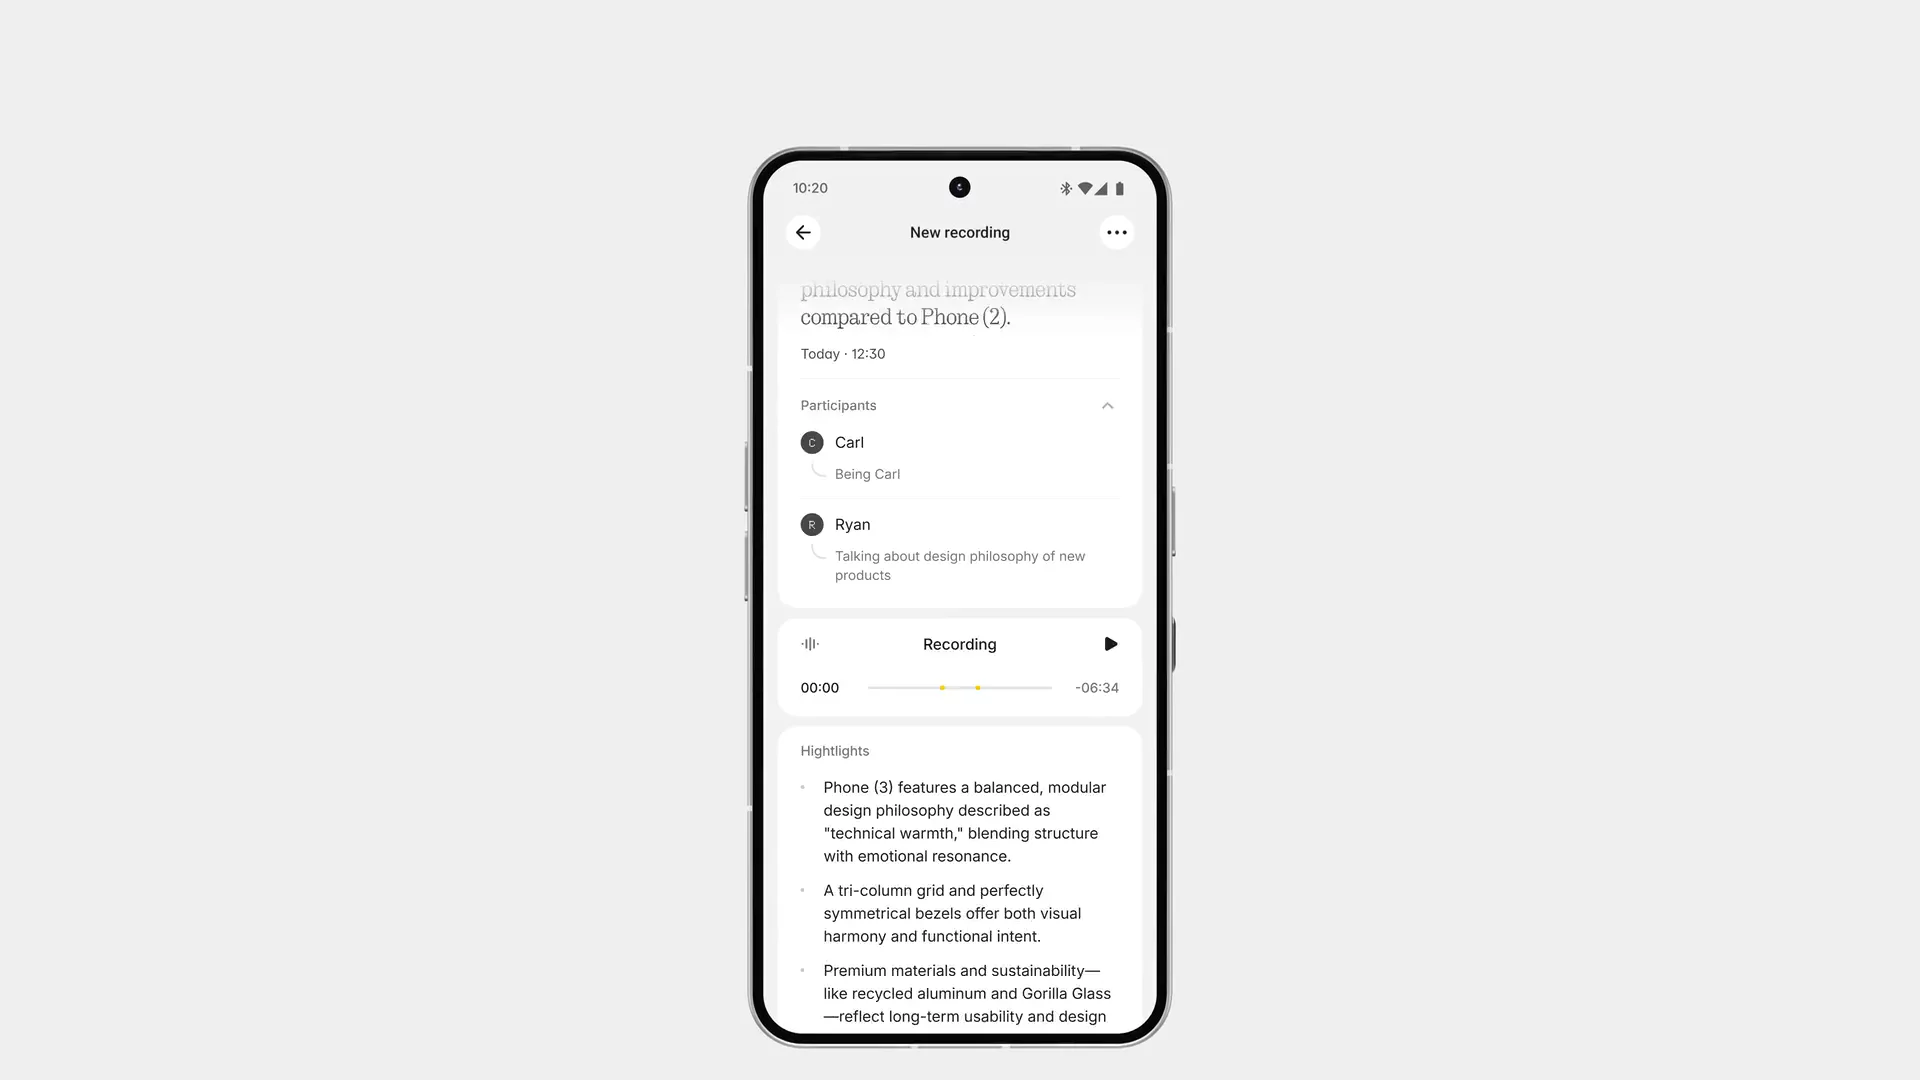 10:20
New recording
philosophy and improvements
compared to Phone (2).
Today · 12:30
Participants
C Carl
Being Carl
R Ryan
Talking about design philosophy of new
products
Recording
00:00 -06:34
Hightlights
• Phone (3) features a balanced, modular
design philosophy described as
"technical warmth," blending structure
with emotional resonance.
• A tri-column grid and perfectly
symmetrical bezels offer both visual
harmony and functional intent.
• Premium materials and sustainability—
like recycled aluminum and Gorilla Glass
—reflect long-term usability and design